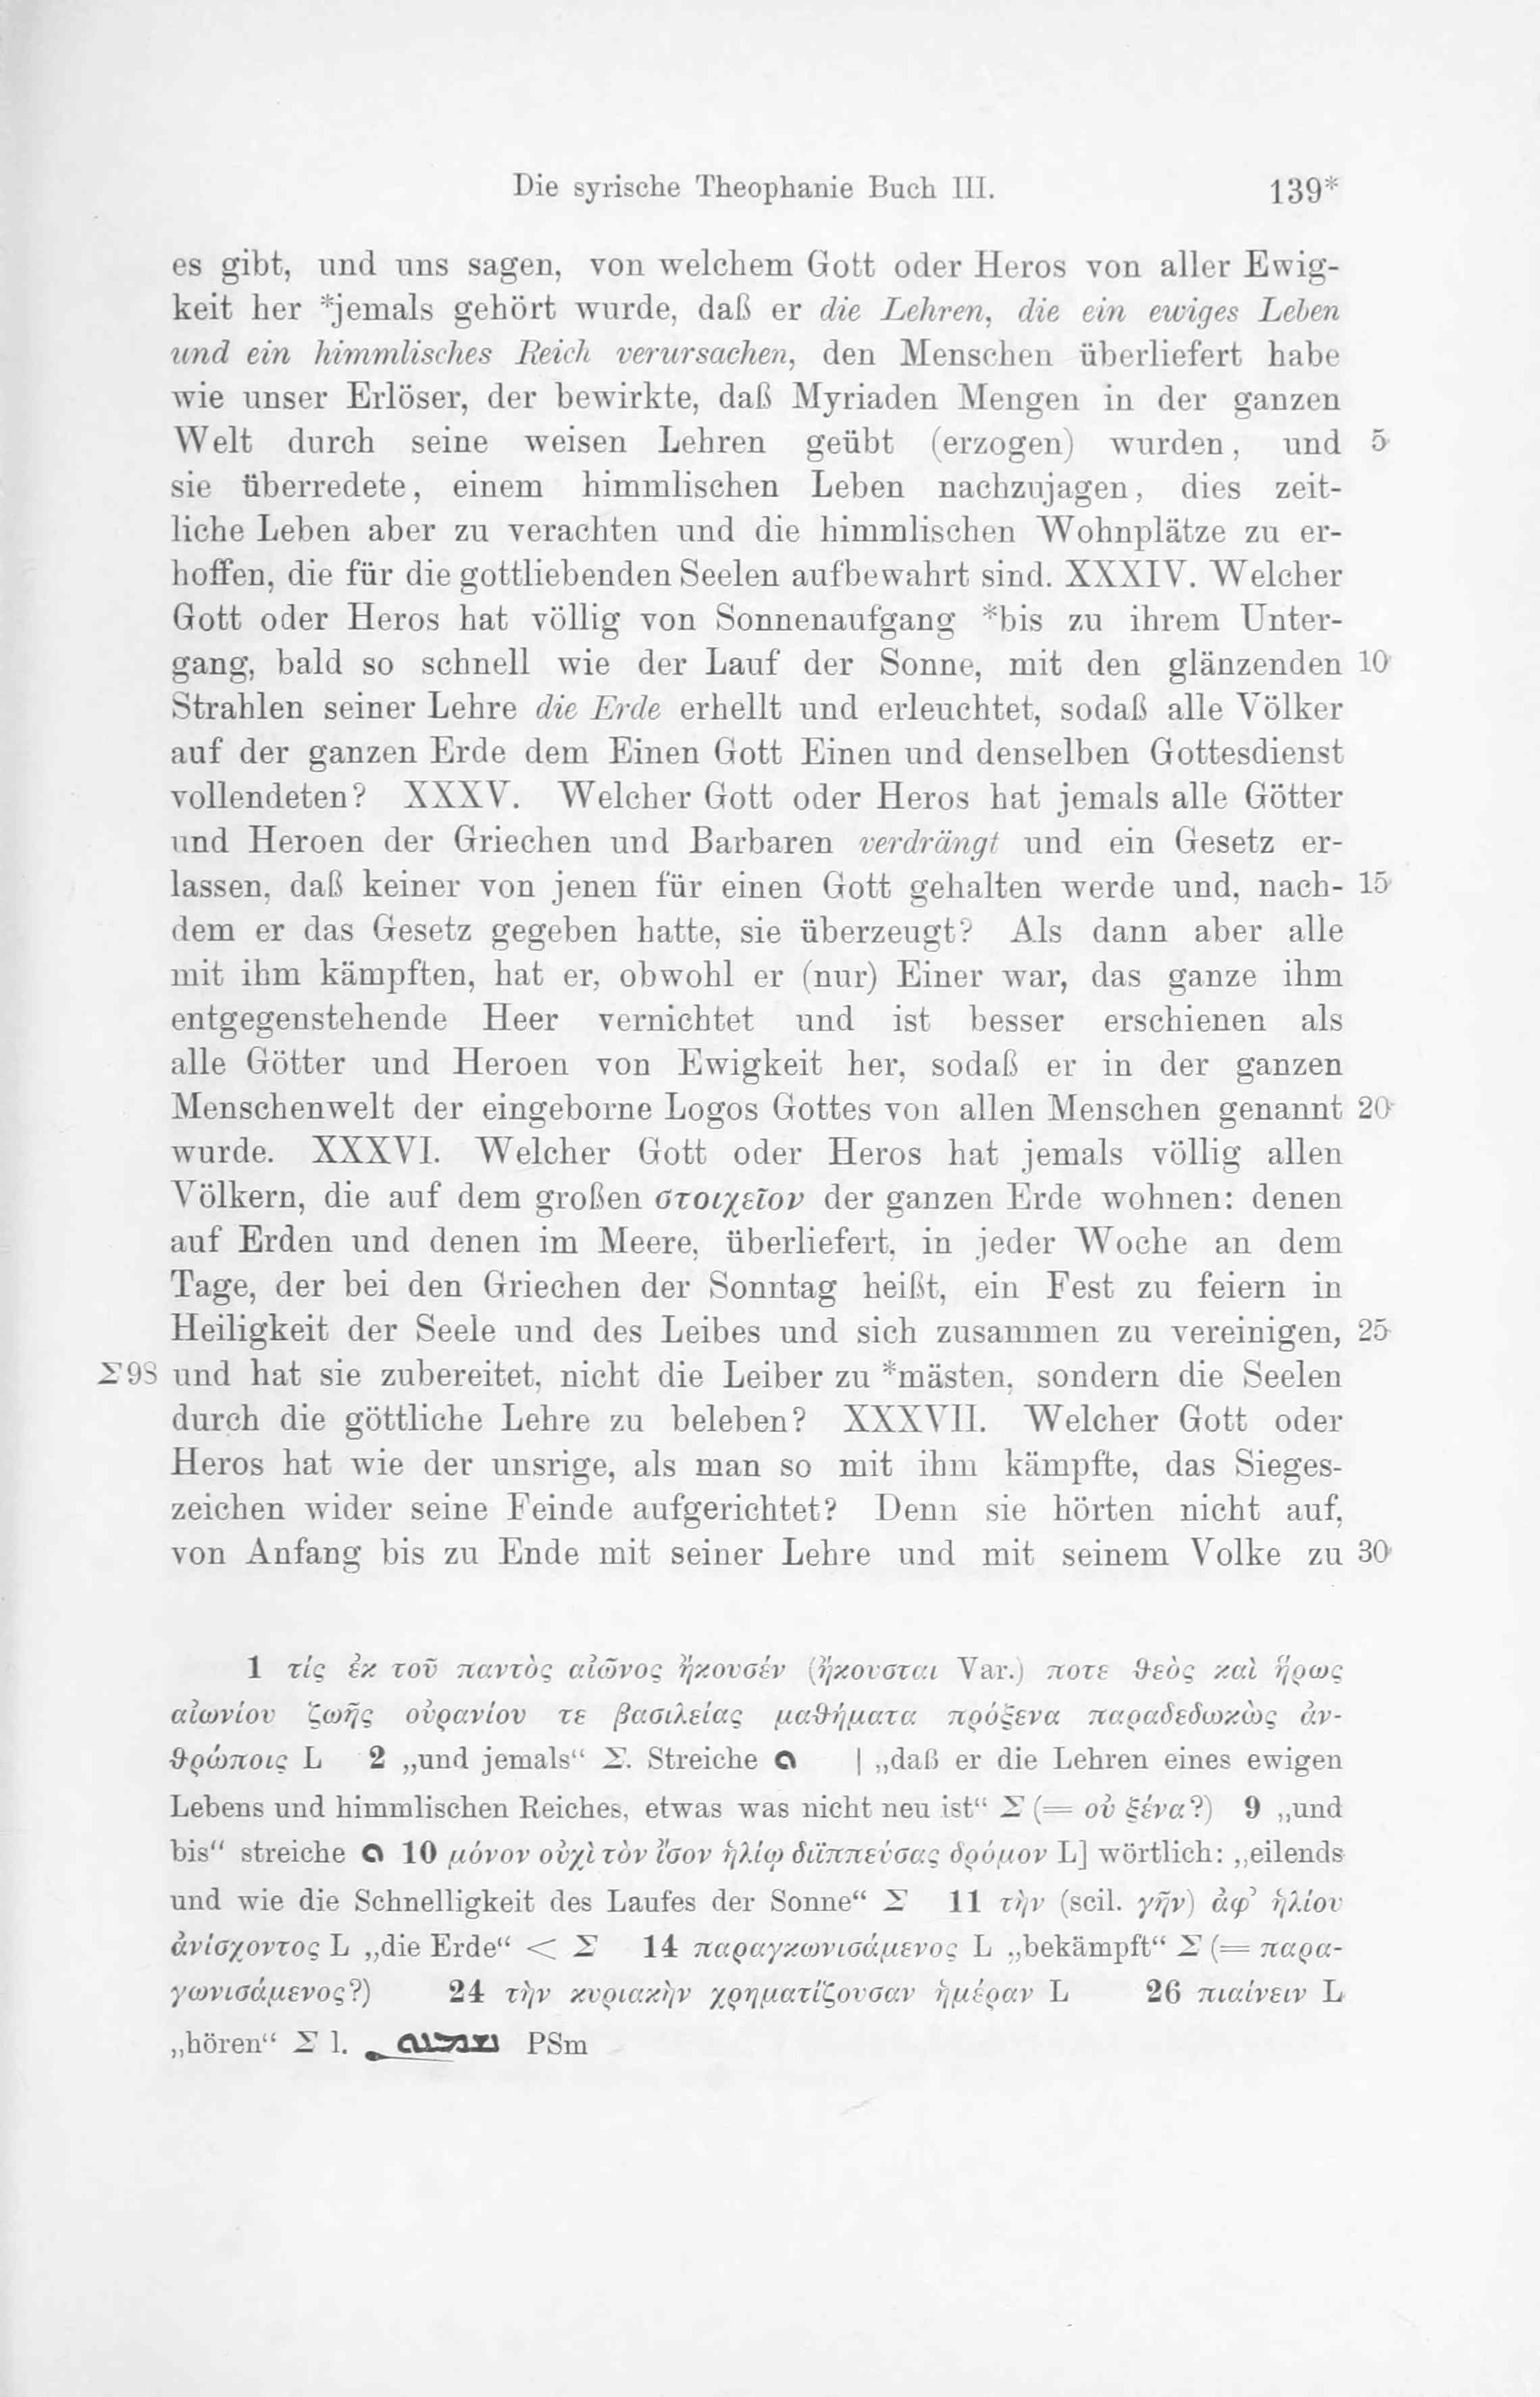 Die syrische Theophanie Buch III. 139*
es gibt, und uns sagen, von welchem Gott oder Heros von aller Ewig-
keit her *jemals gehört wurde, daß er die Lehren, die ein ewiges Leben
und ein himmlisches Reich verursachen, den Menschen überliefert habe
wie unser Erlöser, der bewirkte, daß Myriaden Mengen in der ganzen
Welt durch seine weisen Lehren geübt (erzogen) wurden, und 5
sie überredete, einem himmlischen Leben nachzujagen, dies zeit-
liche Leben aber zu verachten und die himmlischen Wohnplätze zu er-
hoffen, die für die gottliebenden Seelen aufbewahrt sind. XXXIV. Welcher
Gott oder Heros hat völlig von Sonnenaufgang *bis zu ihrem Unter-
gang, bald so schnell wie der Lauf der Sonne, mit den glänzenden 10
Strahlen seiner Lehre die Erde erhellt und erleuchtet, sodaß alle Völker
auf der ganzen Erde dem Einen Gott Einen und denselben Gottesdienst
vollendeten? XXXV. Welcher Gott oder Heros hat jemals alle Götter
und Heroen der Griechen und Barbaren verdrängt und ein Gesetz er-
lassen, daß keiner von jenen für einen Gott gehalten werde und, nach- 15
dem er das Gesetz gegeben hatte, sie überzeugt? Als dann aber alle
mit ihm kämpften, hat er, obwohl er (nur) Einer war, das ganze ihm
entgegenstehende Heer vernichtet und ist besser erschienen als
alle Götter und Heroen von Ewigkeit her, sodaß er in der ganzen
Menschenwelt der eingeborne Logos Gottes von allen Menschen genannt 20
wurde. XXXVI. Welcher Gott oder Heros hat jemals völlig allen
Völkern, die auf dem großen στοιχεῖον der ganzen Erde wohnen: denen
auf Erden und denen im Meere, überliefert, in jeder Woche an dem
Tage, der bei den Griechen der Sonntag heißt, ein Fest zu feiern in
Heiligkeit der Seele und des Leibes und sich zusammen zu vereinigen, 25
Σ 98 und hat sie zubereitet, nicht die Leiber zu *mästen, sondern die Seelen
durch die göttliche Lehre zu beleben? XXXVII. Welcher Gott oder
Heros hat wie der unsrige, als man so mit ihm kämpfte, das Sieges-
zeichen wider seine Feinde aufgerichtet? Denn sie hörten nicht auf,
von Anfang bis zu Ende mit seiner Lehre und mit seinem Volke zu 30
1 τίς ἐκ τοῦ παντὸς αἰῶνος ἤκουσέν (ἤκουσται Var.) ποτε θεὸς καὶ ἥρως
αἰωνίου ζωῆς οὐρανίου τε βασιλείας μαθήματα πρόξενα παραδεδωκὼς ἀν-
θρώποις L 2 „und jemals“ Σ. Streiche ܘ | „daß er die Lehren eines ewigen
Lebens und himmlischen Reiches, etwas was nicht neu ist“ Σ (= οὐ ξένα?) 9 „und
bis“ streiche ܘ 10 μόνον οὐχὶ τὸν ἴσον ἡλίῳ διϊππεύσας δρόμον L] wörtlich: „eilends
und wie die Schnelligkeit des Laufes der Sonne“ Σ 11 τὴν (scil. γῆν) ἀφ’ ἡλίου
ἀνίσχοντος L „die Erde“ < Σ 14 παραγκωνισάμενος L „bekämpft“ Σ (= παρα-
γωνισάμενος?) 24 τὴν κυριακὴν χρηματίζουσαν ἡμέραν L 26 πιαίνειν L
„hören“ Σ l. PSm